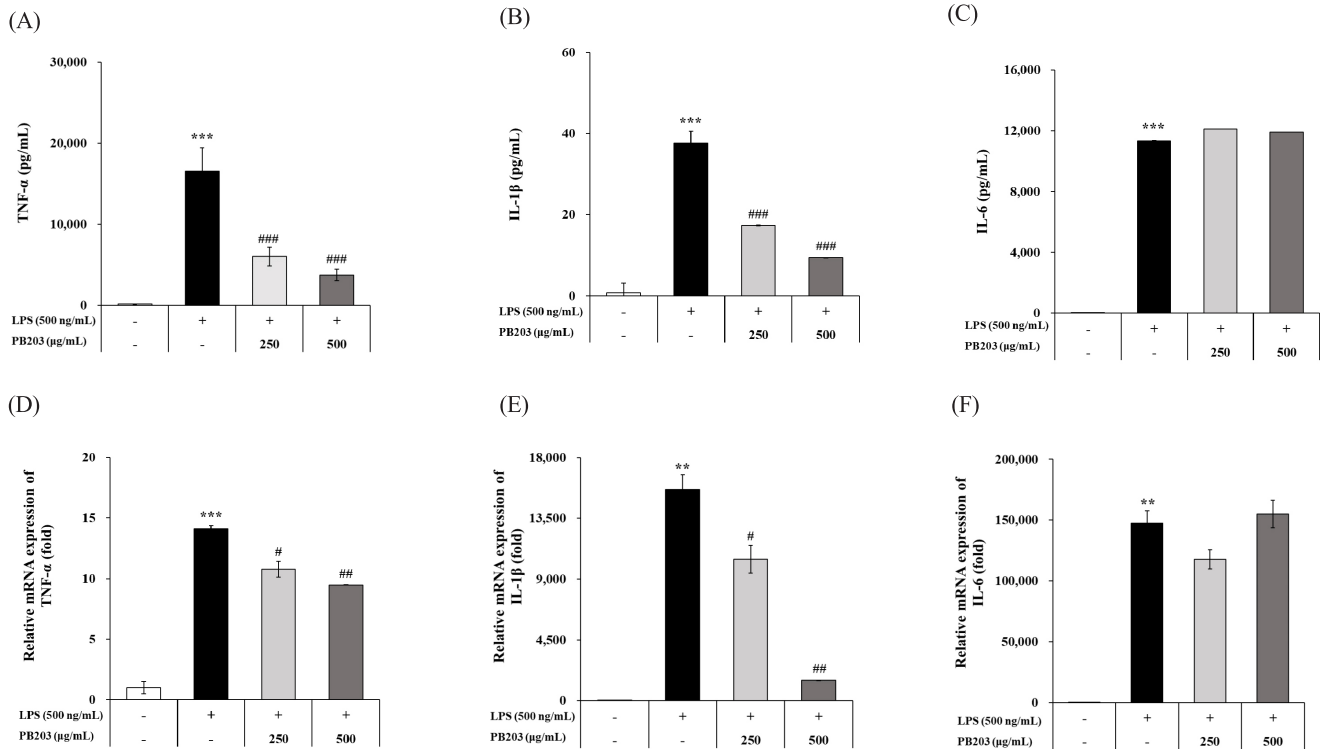 (A)
TNF-α (pg/mL)
30,000
20,000
10,000
0
***
###
###
LPS (500 ng/mL) - + + +
PB203 (μg/mL) - - 250 500
(B)
IL-1β (pg/mL)
60
40
20
0
***
###
###
LPS (500 ng/mL) - + + +
PB203 (μg/mL) - - 250 500
(C)
IL-6 (pg/mL)
16,000
12,000
8,000
4,000
0
***
LPS (500 ng/mL) - + + +
PB203 (μg/mL) - - 250 500
(D)
Relative mRNA expression of
TNF-α (fold)
20
15
10
5
0
***
#
##
LPS (500 ng/mL) - + + +
PB203 (μg/mL) - - 250 500
(E)
Relative mRNA expression of
IL-1β (fold)
18,000
13,500
9,000
4,500
0
**
#
##
LPS (500 ng/mL) - + + +
PB203 (μg/mL) - - 250 500
(F)
Relative mRNA expression of
IL-6 (fold)
200,000
150,000
100,000
50,000
0
**
LPS (500 ng/mL) - + + +
PB203 (μg/mL) - - 250 500